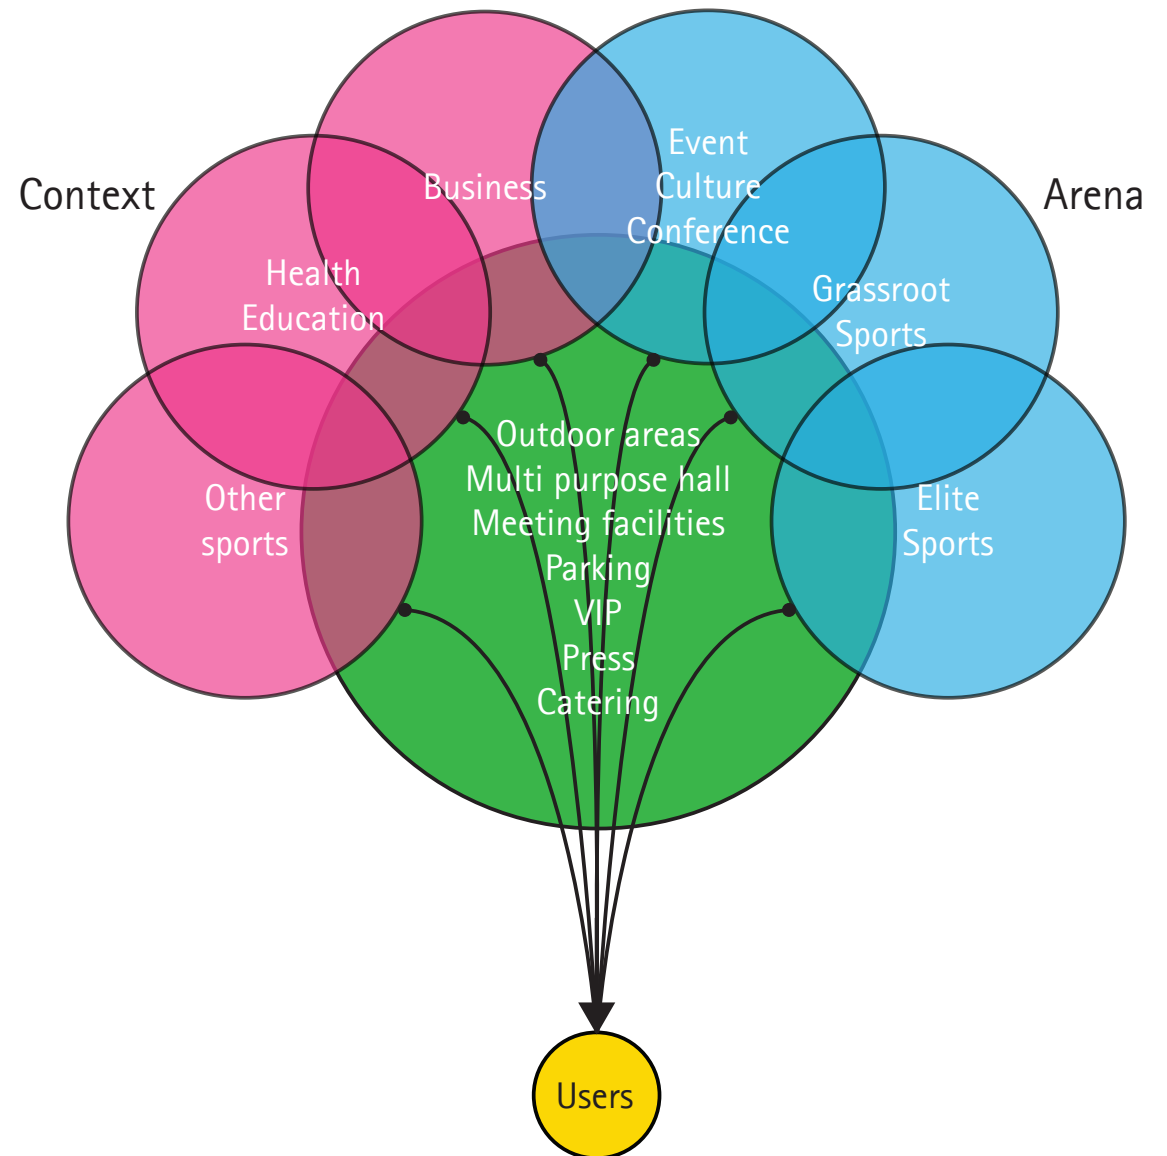 Context
Arena
Business
Event
Culture
Conference
Health
Education
Grassroot
Sports
Other
sports
Elite
Sports
Outdoor areas
Multi purpose hall
Meeting facilities
Parking
VIP
Press
Catering
Users